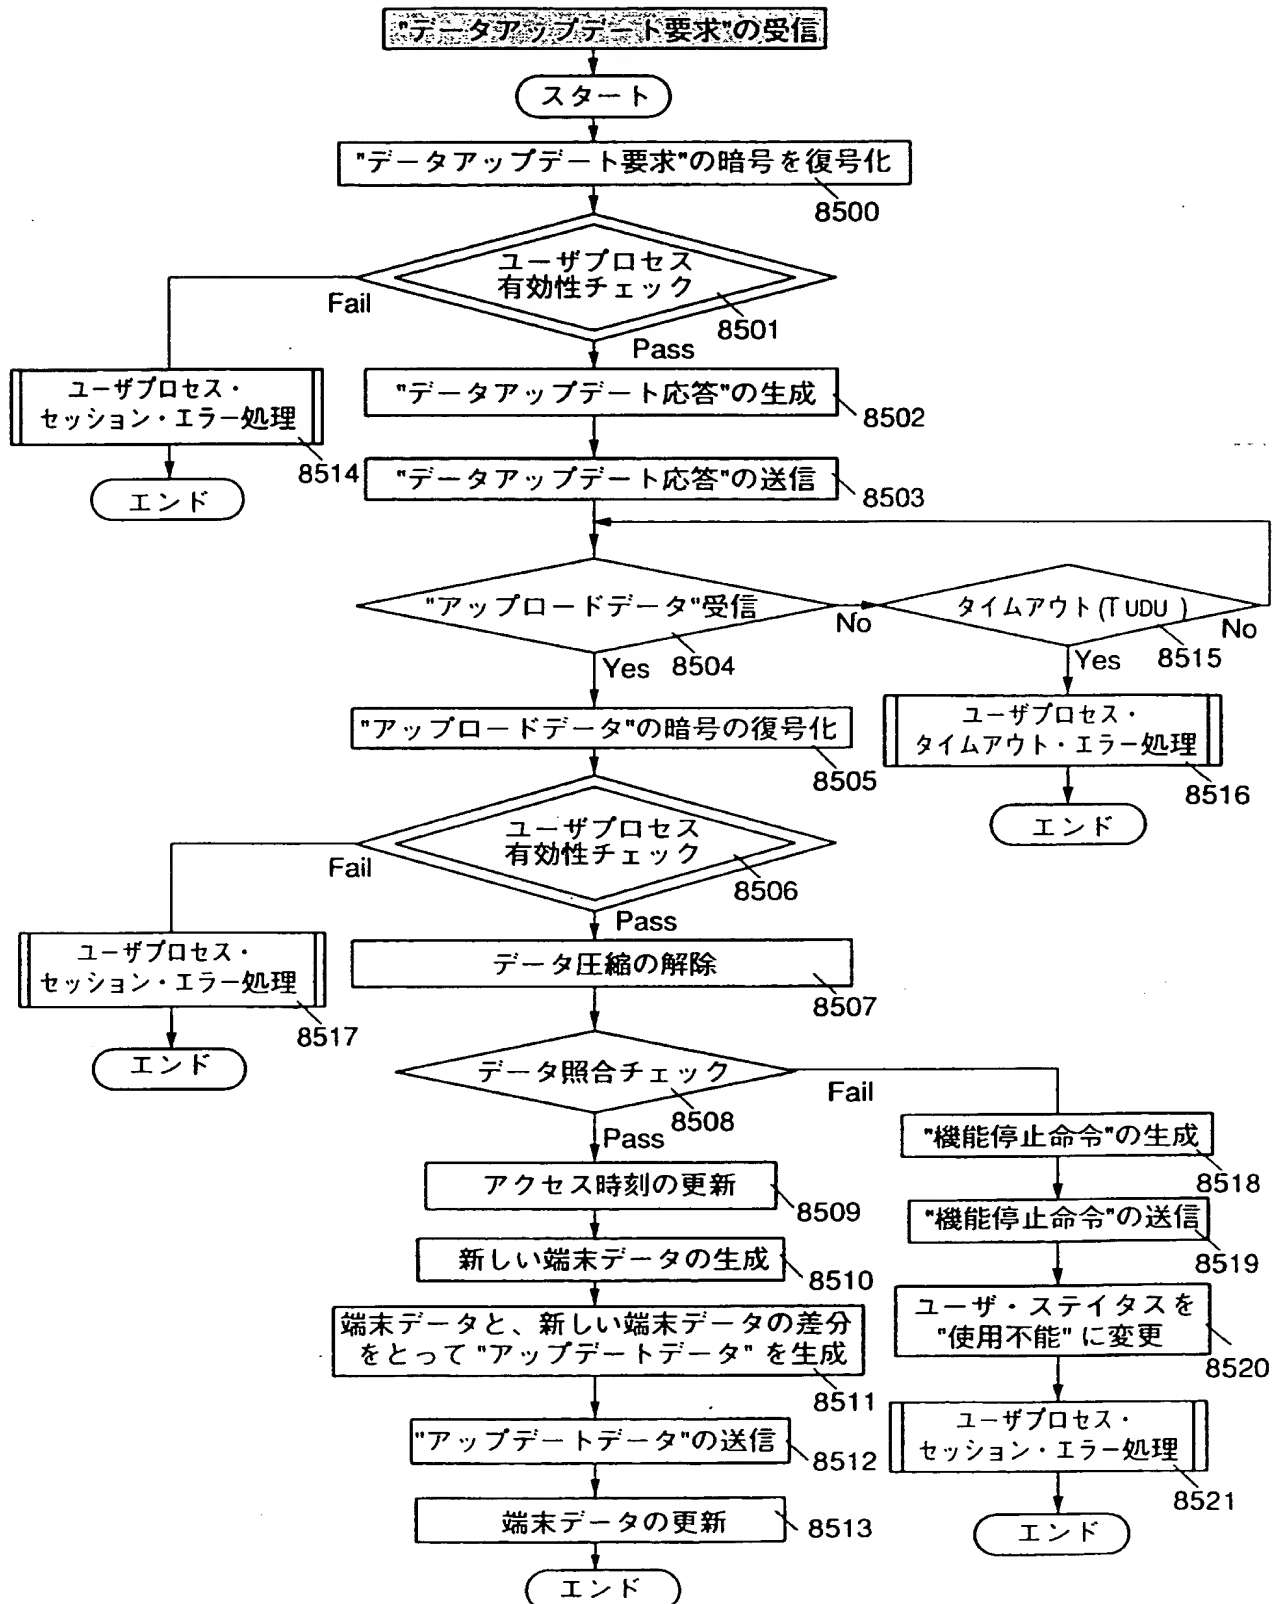 "データアップデート要求"の受信
スタート
"データアップデート要求"の暗号を復号化
8500
ユーザプロセス
有効性チェック
8501
Fail
Pass
ユーザプロセス・
セッション・エラー処理
8514
エンド
"データアップデート応答"の生成
8502
"データアップデート応答"の送信
8503
"アップロードデータ"受信
8504
No
Yes
タイムアウト(TUDU)
8515
No
Yes
ユーザプロセス・
タイムアウト・エラー処理
8516
エンド
"アップロードデータ"の暗号の復号化
8505
ユーザプロセス
有効性チェック
8506
Fail
Pass
ユーザプロセス・
セッション・エラー処理
8517
エンド
データ圧縮の解除
8507
データ照合チェック
8508
Fail
Pass
アクセス時刻の更新
8509
新しい端末データの生成
8510
端末データと、新しい端末データの差分
をとって"アップデートデータ"を生成
8511
"アップデートデータ"の送信
8512
端末データの更新
8513
エンド
"機能停止命令"の生成
8518
"機能停止命令"の送信
8519
ユーザ・ステイタスを
"使用不能"に変更
8520
ユーザプロセス・
セッション・エラー処理
8521
エンド